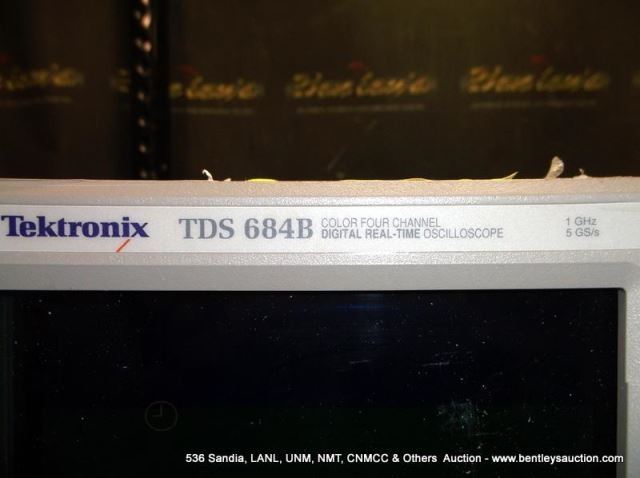 Tektronix TDS 684B COLOR FOUR CHANNEL 1 GHz
DIGITAL REAL-TIME OSCILLOSCOPE 5 GS/s
536 Sandia, LANL, UNM, NMT, CNMCC & Others Auction - www.bentleysauction.com